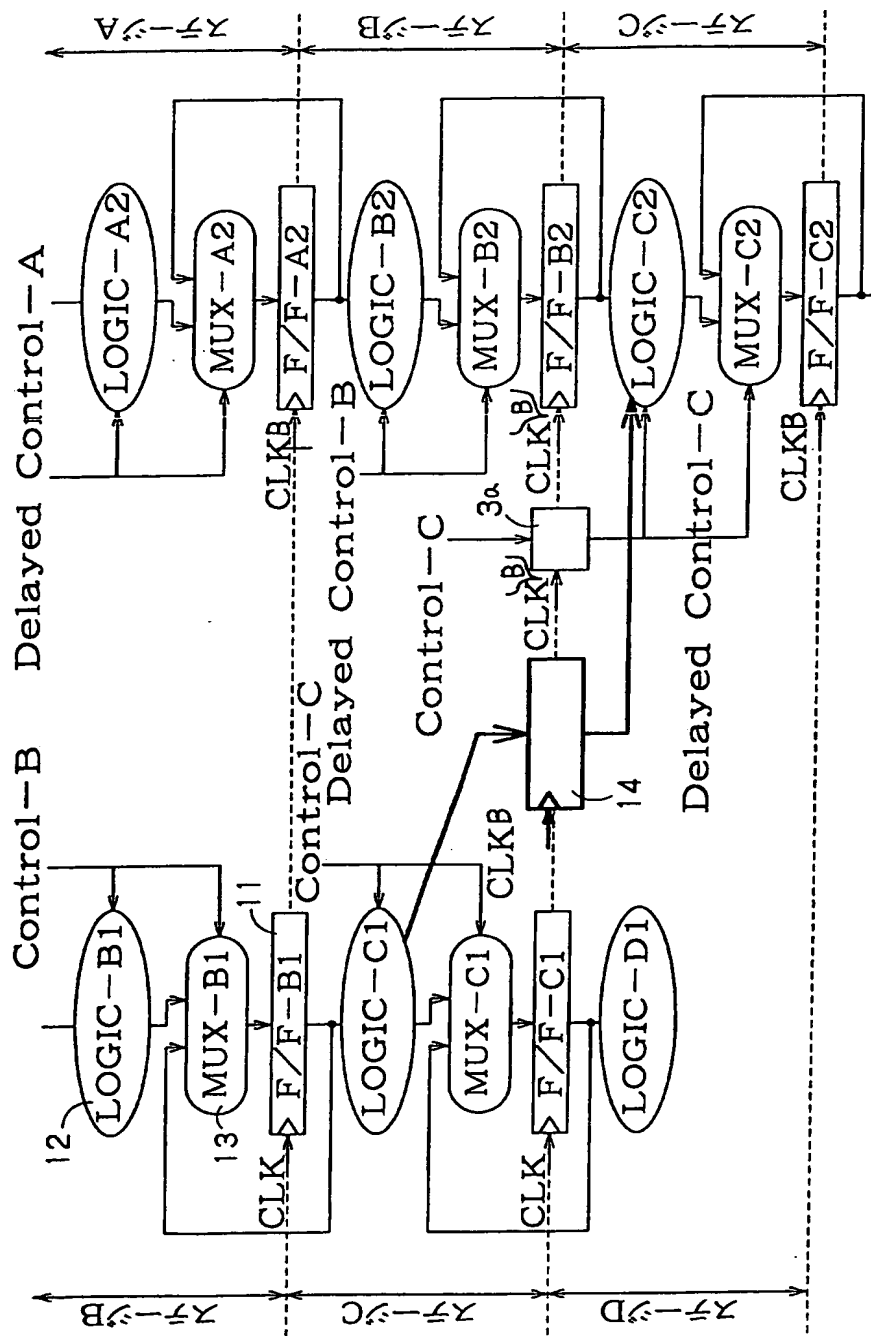 ステージA
ステージB
ステージC
Delayed Control-A
LOGIC-A2
MUX-A2
F/F-A2
CLKB
Delayed Control-B
LOGIC-B2
MUX-B2
F/F-B2
CLK B
Control-C
3a
CLK B
LOGIC-C2
MUX-C2
F/F-C2
CLKB
Delayed Control-C
14
CLKB
Control-B
12
LOGIC-B1
13
MUX-B1
11
F/F-B1
CLK
Control-C
LOGIC-C1
MUX-C1
F/F-C1
CLK
LOGIC-D1
ステージB
ステージC
ステージD